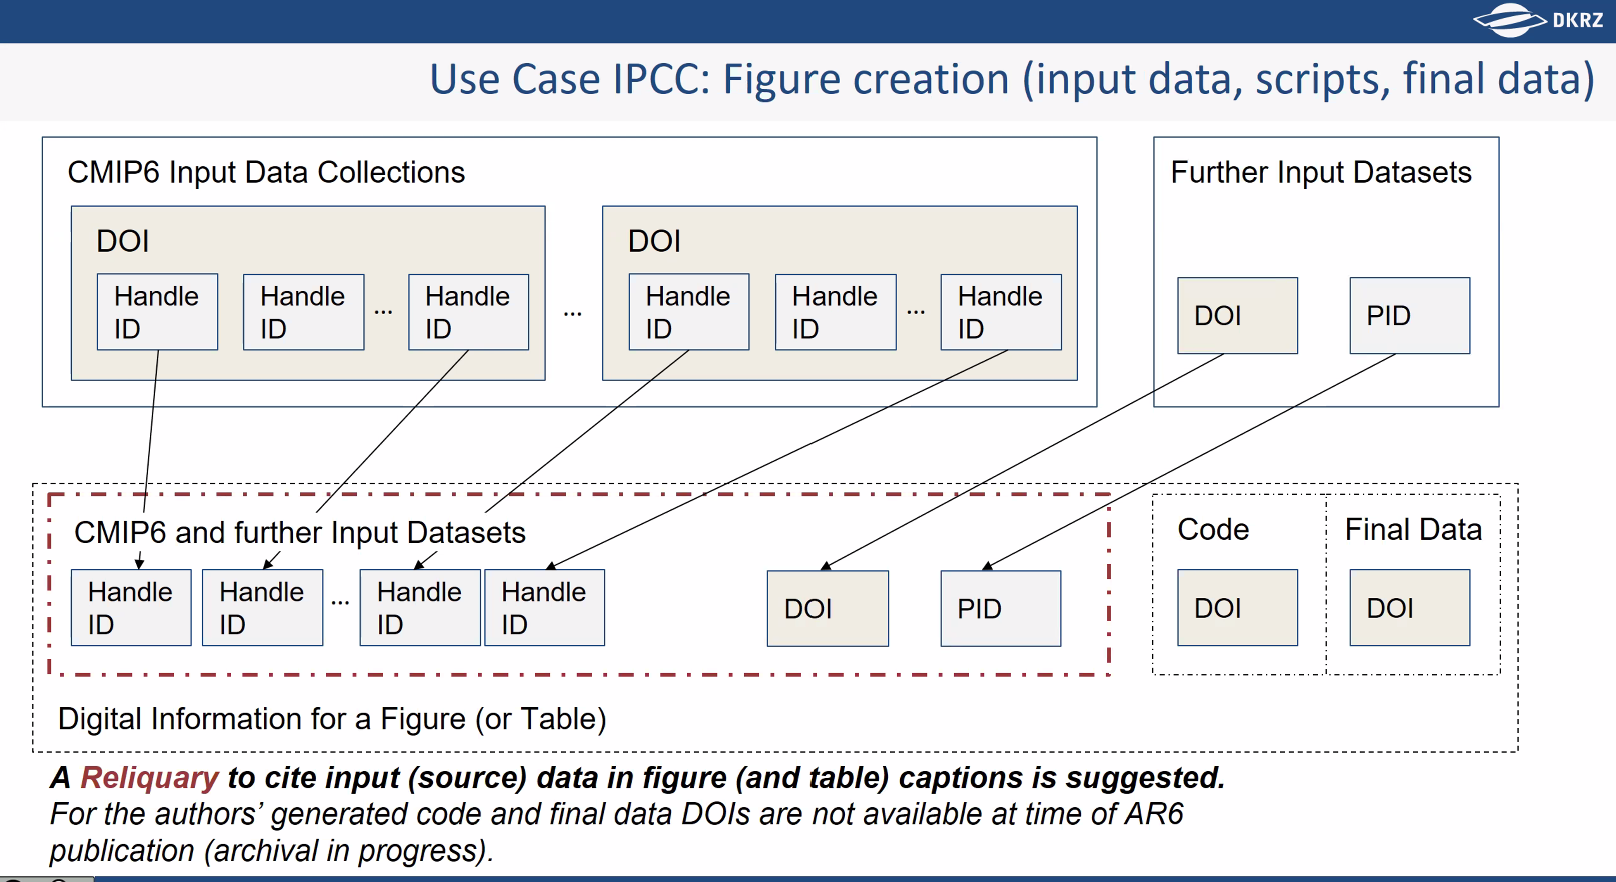 DKRZ
Use Case IPCC: Figure creation (input data, scripts, final data)
CMIP6 Input Data Collections
DOI
Handle
ID
Handle
ID
...
Handle
ID
...
DOI
Handle
ID
Handle
ID
...
Handle
ID
Further Input Datasets
DOI
PID
CMIP6 and further Input Datasets
Handle
ID
Handle
ID
...
Handle
ID
Handle
ID
DOI
PID
Code
DOI
Final Data
DOI
Digital Information for a Figure (or Table)
A Reliquary to cite input (source) data in figure (and table) captions is suggested.
For the authors’ generated code and final data DOIs are not available at time of AR6
publication (archival in progress).